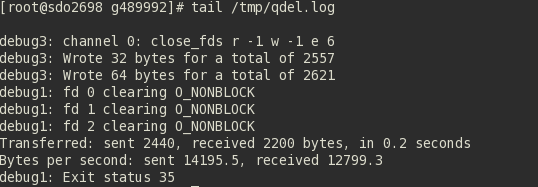 [root@sdo2698 g489992]# tail /tmp/qdel.log
debug3: channel 0: close_fds r -1 w -1 e 6
debug3: Wrote 32 bytes for a total of 2557
debug3: Wrote 64 bytes for a total of 2621
debug1: fd 0 clearing O_NONBLOCK
debug1: fd 1 clearing O_NONBLOCK
debug1: fd 2 clearing O_NONBLOCK
Transferred: sent 2440, received 2200 bytes, in 0.2 seconds
Bytes per second: sent 14195.5, received 12799.3
debug1: Exit status 35